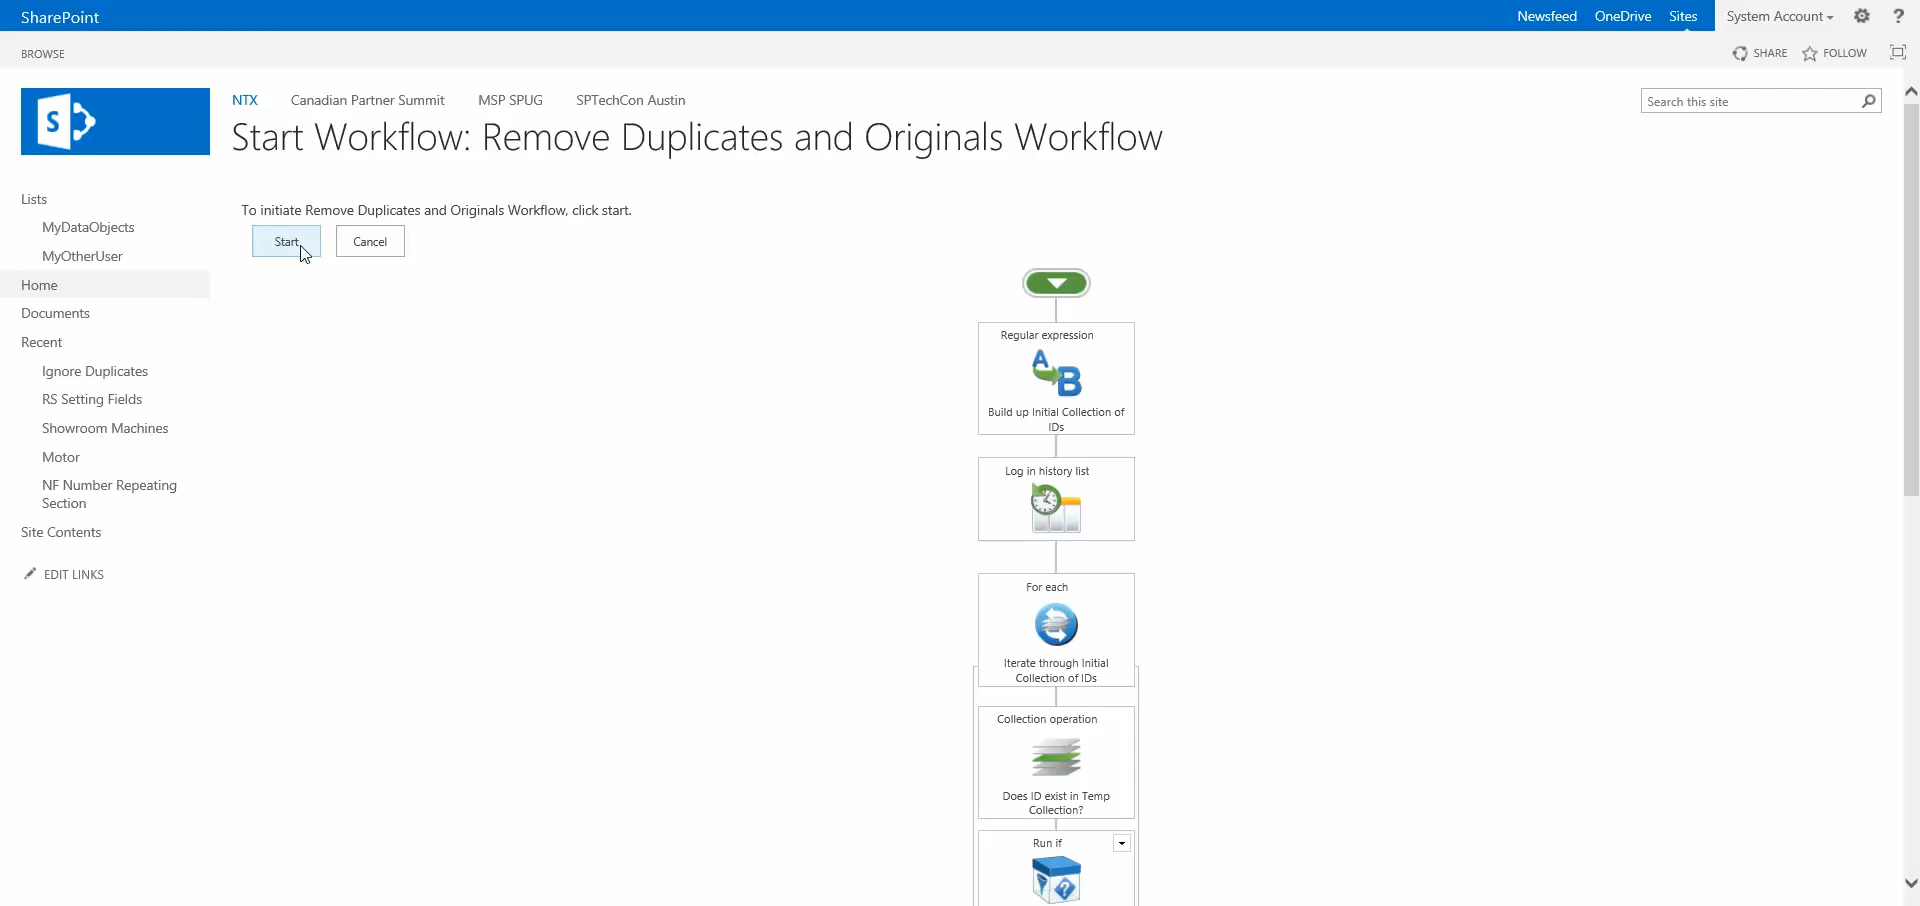 SharePoint
Newsfeed OneDrive Sites System Account ?
BROWSE
SHARE FOLLOW
S
NTX Canadian Partner Summit MSP SPUG SPTechCon Austin
Search this site
Start Workflow: Remove Duplicates and Originals Workflow
Lists
MyDataObjects
MyOtherUser
Home
Documents
Recent
Ignore Duplicates
RS Setting Fields
Showroom Machines
Motor
NF Number Repeating
Section
Site Contents
EDIT LINKS
To initiate Remove Duplicates and Originals Workflow, click start.
Start Cancel
Regular expression
A
B
Build up Initial Collection of
IDs
Log in history list
For each
Iterate through Initial
Collection of IDs
Collection operation
Does ID exist in Temp
Collection?
Run if
?